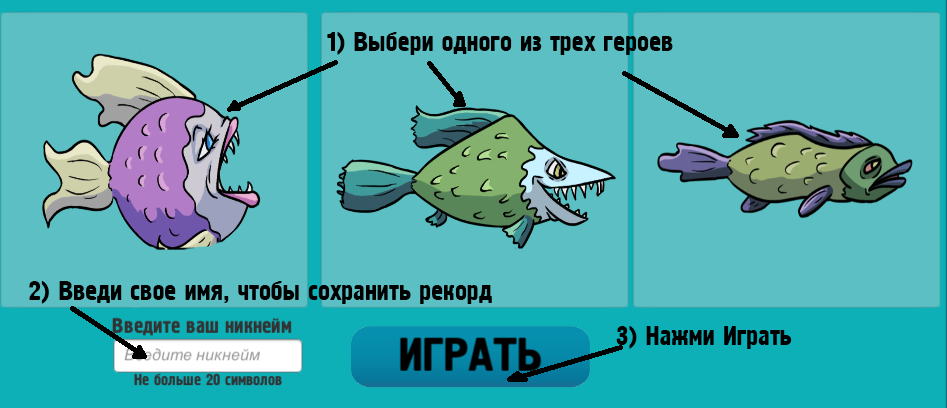 1) Выбери одного из трех героев
2) Введи свое имя, чтобы сохранить рекорд
Введите ваш никнейм
Введите никнейм
Не больше 20 символов
ИГРАТЬ
3) Нажми Играть